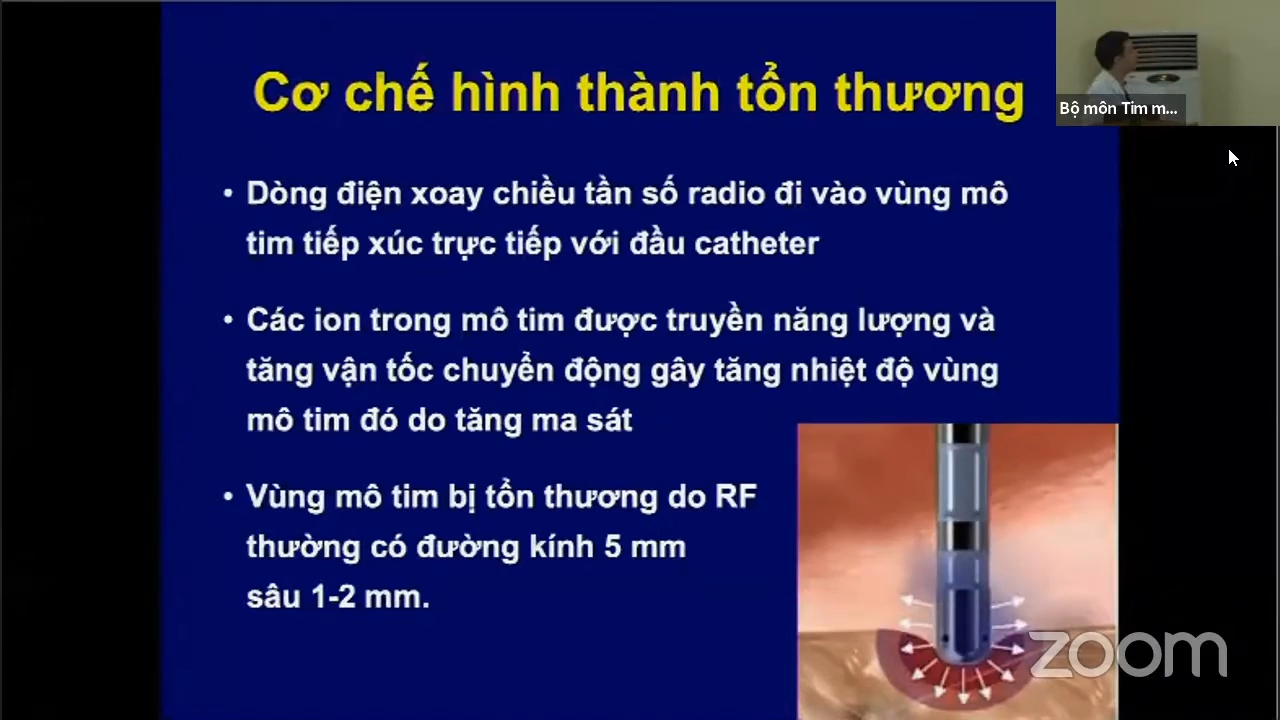 Cơ chế hình thành tổn thương
Bộ môn Tim m...
• Dòng điện xoay chiều tần số radio đi vào vùng mô
tim tiếp xúc trực tiếp với đầu catheter
• Các ion trong mô tim được truyền năng lượng và
tăng vận tốc chuyển động gây tăng nhiệt độ vùng
mô tim đó do tăng ma sát
• Vùng mô tim bị tổn thương do RF
thường có đường kính 5 mm
sâu 1-2 mm.
zoom